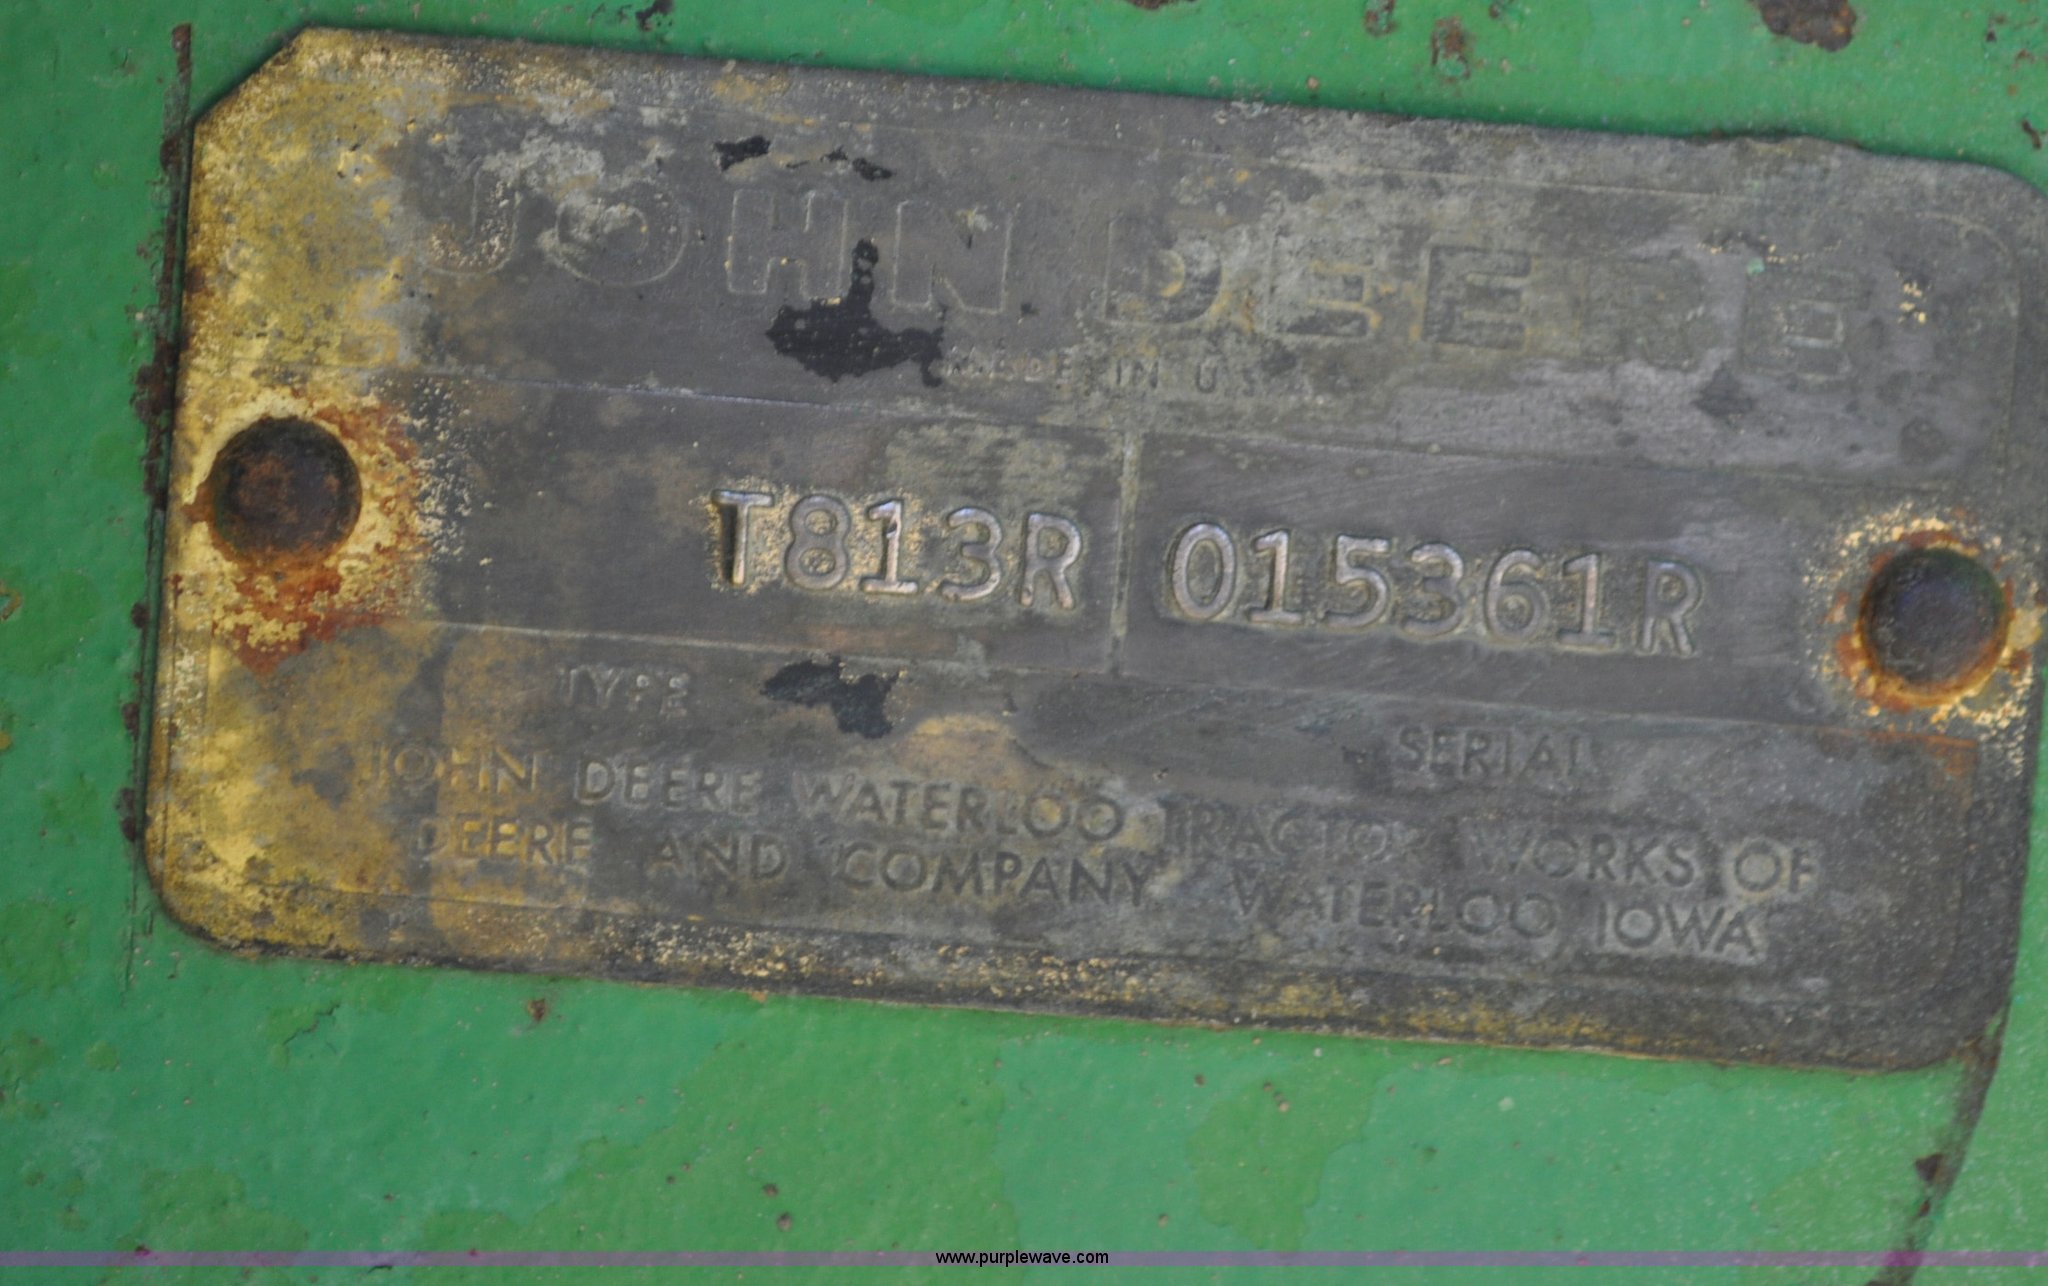 JOHN DEERE
MADE IN U.S.A.
T813R 015361R
TYPE SERIAL
JOHN DEERE WATERLOO TRACTOR WORKS OF
DEERE AND COMPANY WATERLOO IOWA
www.purplewave.com